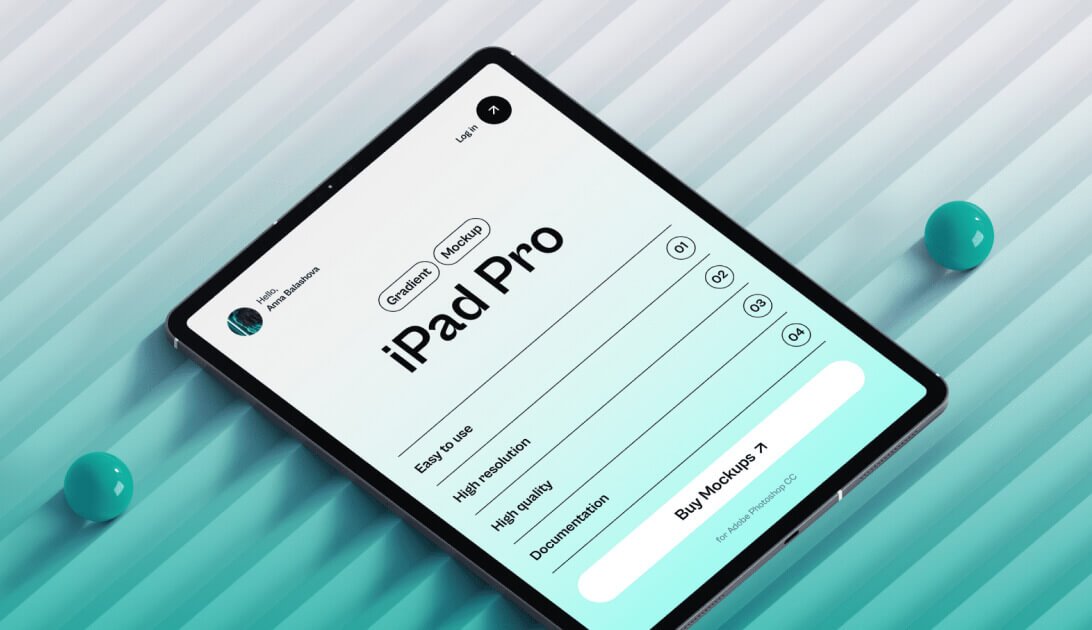 Log in
Hello,
Anna Balashova
Gradient Mockup
iPad Pro
Easy to use 01
High resolution 02
High quality 03
Documentation 04
Buy Mockups ↗
for Adobe Photoshop CC